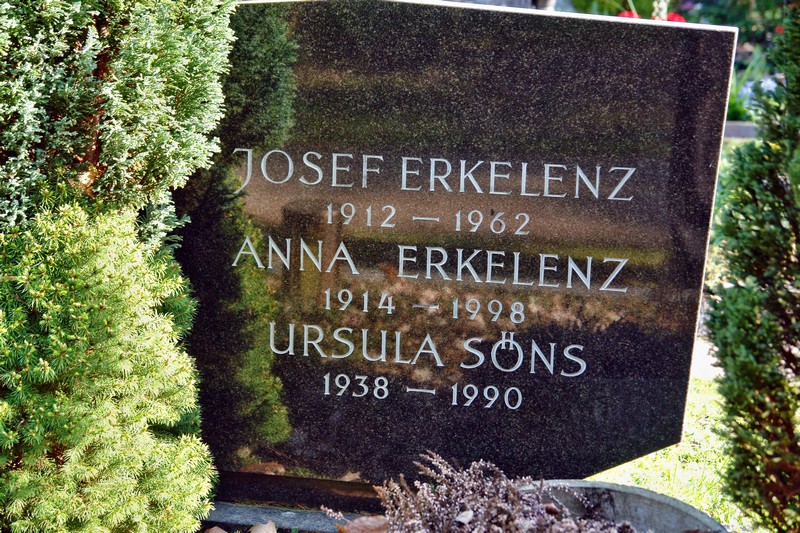 JOSEF ERKELENZ
1912 — 1962
ANNA ERKELENZ
1914 — 1998
URSULA SÖNS
1938 — 1990